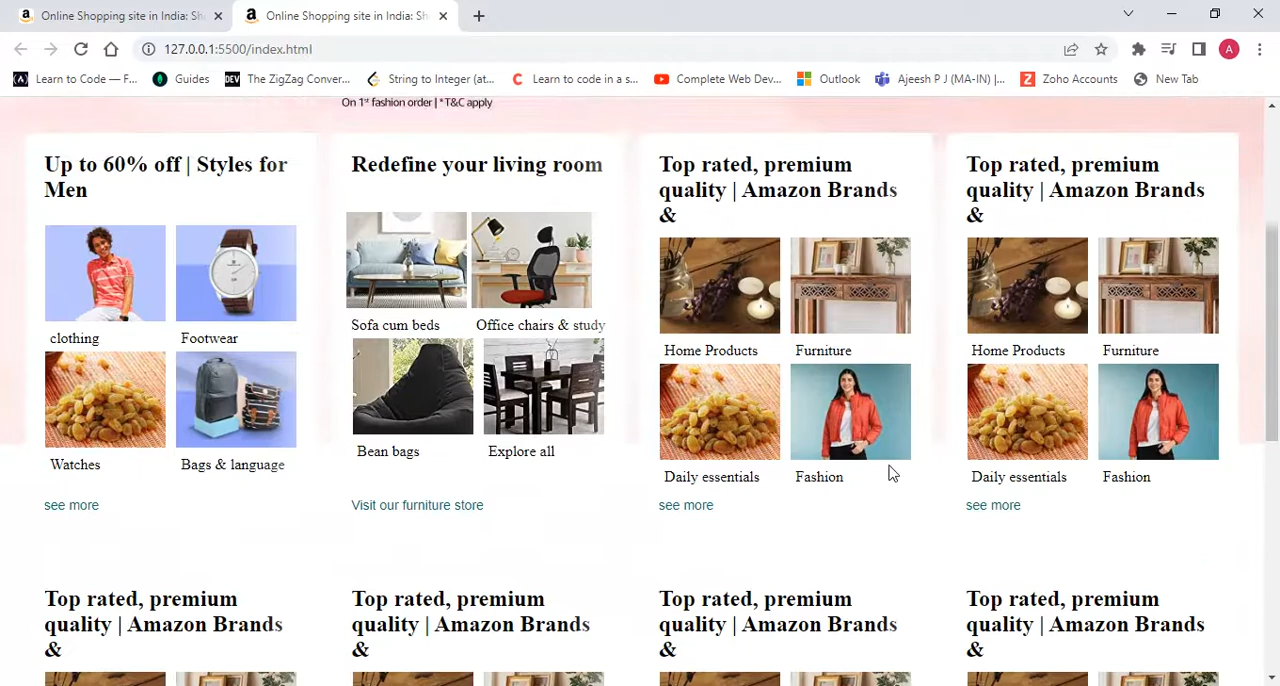 Online Shopping site in India: Sh
Online Shopping site in India: Sh
127.0.0.1:5500/index.html
A
Learn to Code — F...
Guides
DEV
The ZigZag Conver...
String to Integer (at...
C
Learn to code in a s...
Complete Web Dev...
Outlook
Ajeesh P J (MA-IN) |...
Z
Zoho Accounts
New Tab
On 1st fashion order | *T&C apply
Up to 60% off | Styles for
Men
clothing
Footwear
Watches
Bags & language
see more
Redefine your living room
Sofa cum beds
Office chairs & study
Bean bags
Explore all
Visit our furniture store
Top rated, premium
quality | Amazon Brands
&
Home Products
Furniture
Daily essentials
Fashion
see more
Top rated, premium
quality | Amazon Brands
&
Home Products
Furniture
Daily essentials
Fashion
see more
Top rated, premium
quality | Amazon Brands
&
Top rated, premium
quality | Amazon Brands
&
Top rated, premium
quality | Amazon Brands
&
Top rated, premium
quality | Amazon Brands
&